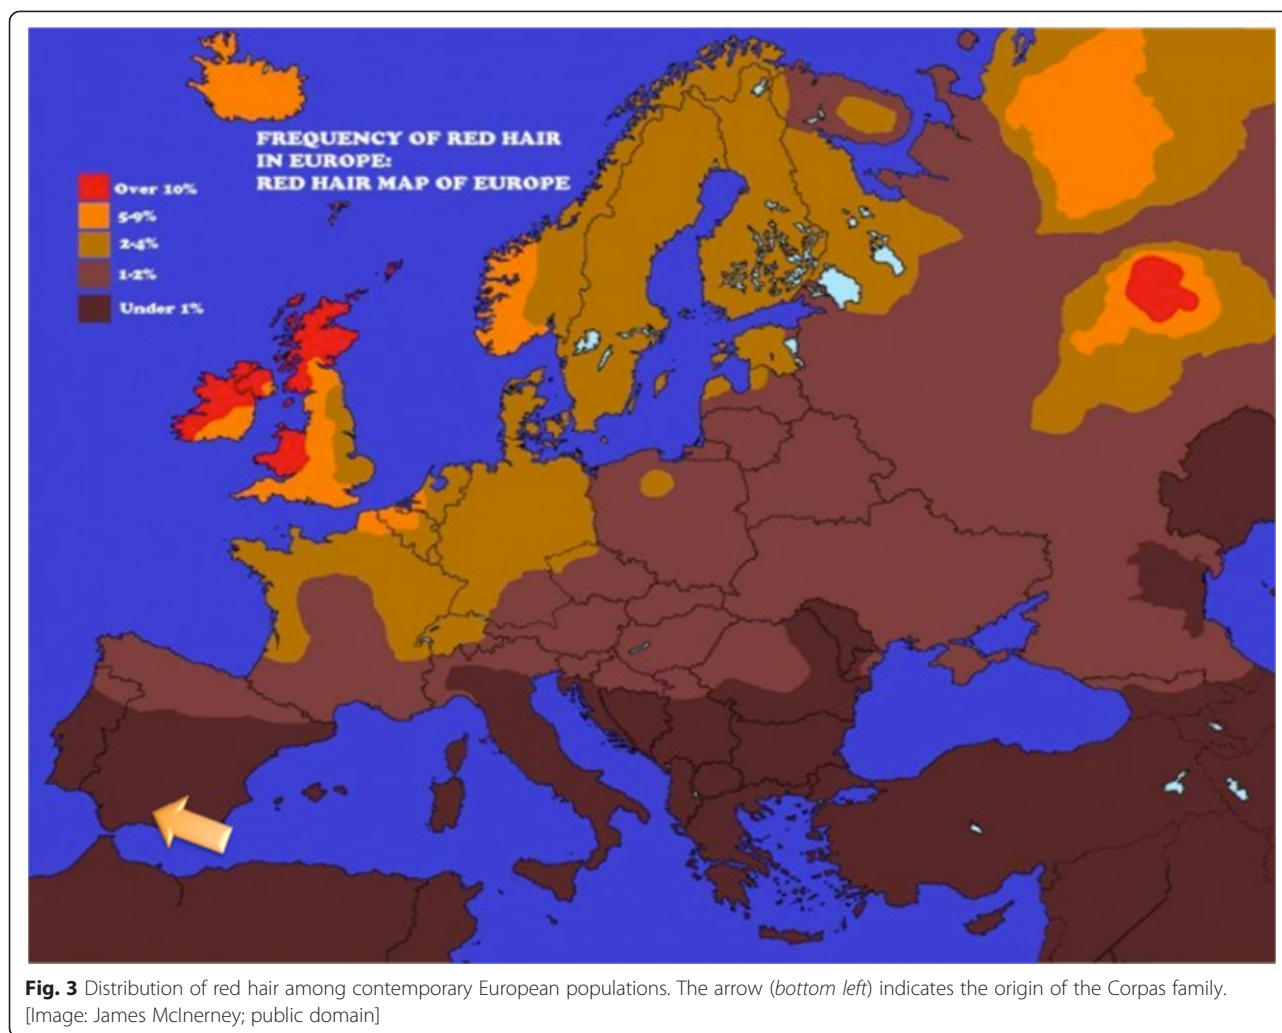 FREQUENCY OF RED HAIR
IN EUROPE:
RED HAIR MAP OF EUROPE
Over 10%
5-9%
2-4%
1-2%
Under 1%
Fig. 3 Distribution of red hair among contemporary European populations. The arrow (bottom left) indicates the origin of the Corpas family.
[Image: James McInerney; public domain]